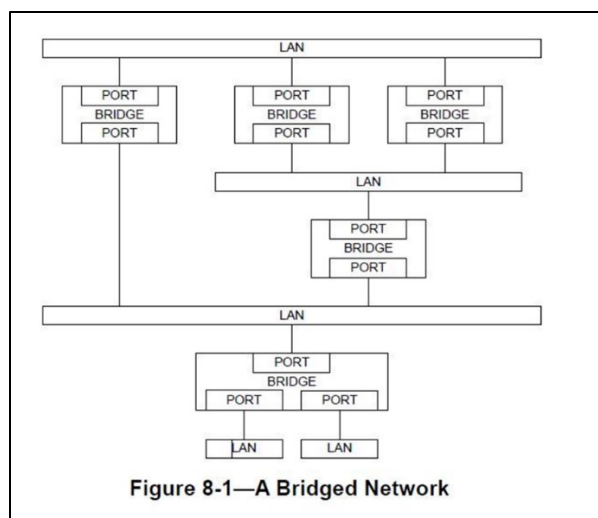 LAN
PORT PORT PORT
BRIDGE BRIDGE BRIDGE
PORT PORT PORT
LAN
PORT
BRIDGE
PORT
LAN
PORT
BRIDGE
PORT PORT
LAN LAN
Figure 8-1—A Bridged Network